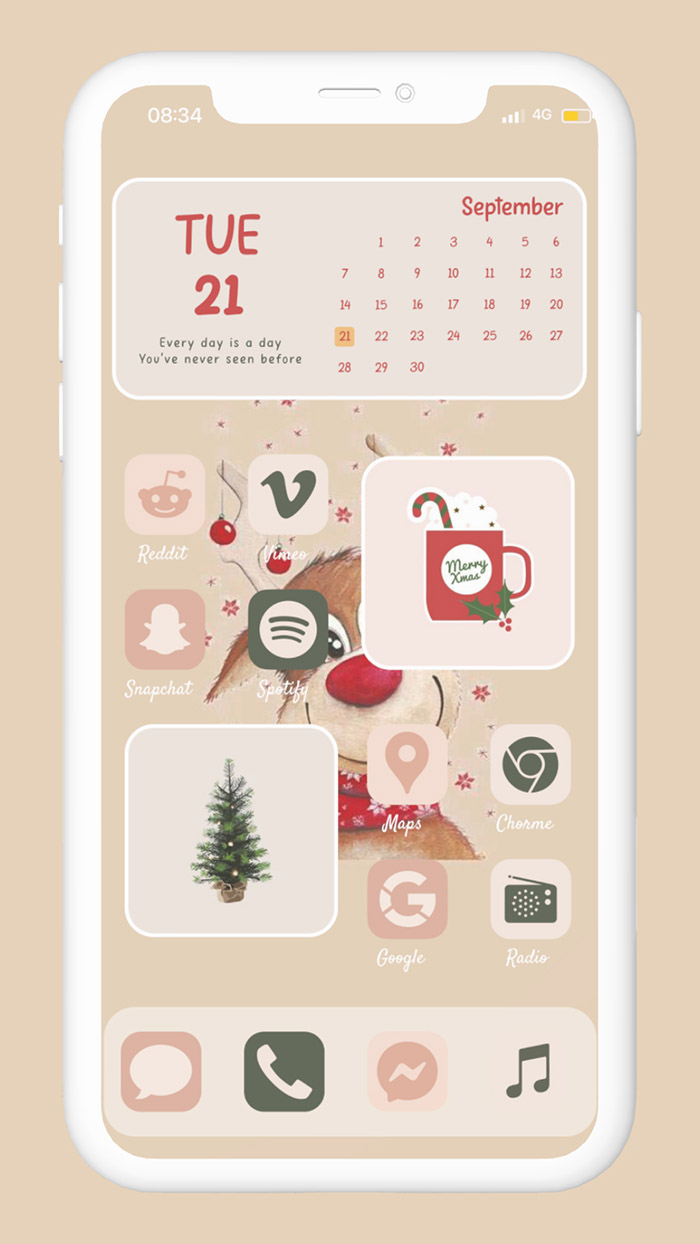 08:34 4G
TUE
21
Every day is a day
You've never seen before
September
1 2 3 4 5 6
7 8 9 10 11 12 13
14 15 16 17 18 19 20
21 22 23 24 25 26 27
28 29 30
Reddit Vimeo
Merry
Xmas
Snapchat Spotify
Maps Chorme
Google Radio